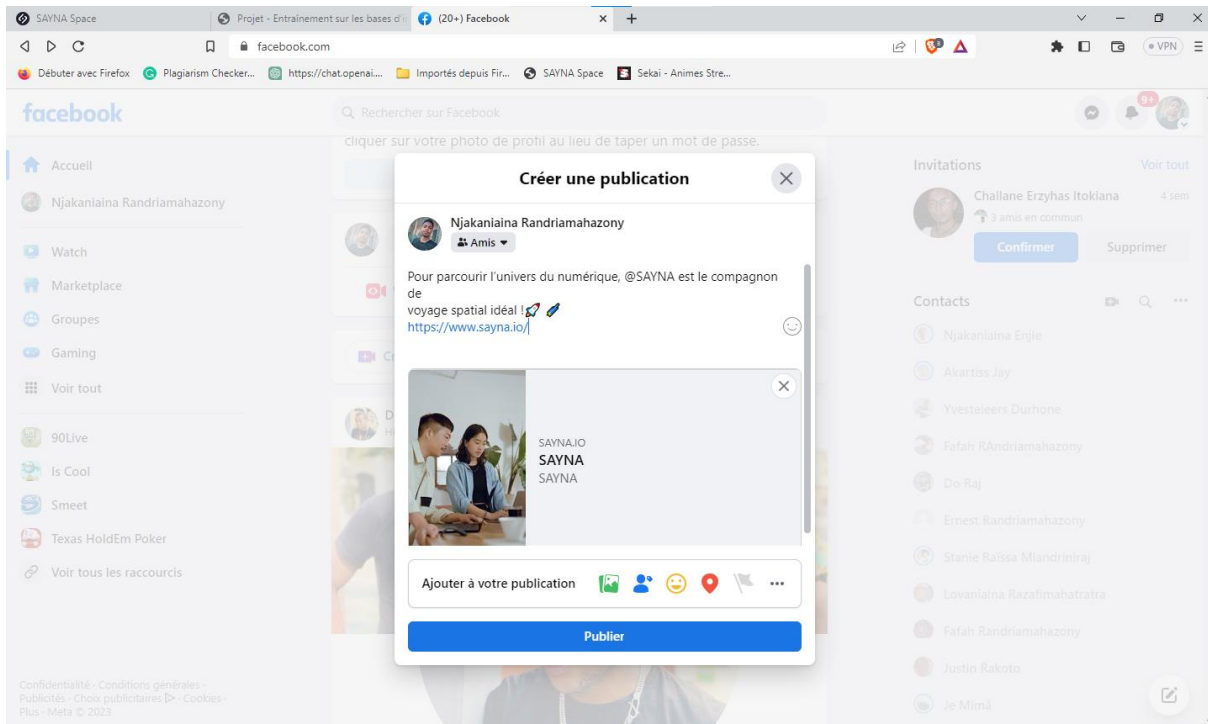 SAYNA Space
Projet - Entraînement sur les bases d'i
(20+) Facebook
facebook.com
VPN
Débuter avec Firefox
Plagiarism Checker...
https://chat.openai....
Importés depuis Fir...
SAYNA Space
Sekai - Animes Stre...
facebook
Rechercher sur Facebook
9+
cliquer sur votre photo de profil au lieu de taper un mot de passe.
Accueil
Njakaniaina Randriamahazony
Watch
Marketplace
Groupes
Gaming
Voir tout
90Live
Is Cool
Smeet
Texas HoldEm Poker
Voir tous les raccourcis
Confidentialité · Conditions générales ·
Publicités · Choix publicitaires · Cookies ·
Plus · Meta © 2023
Créer une publication
Njakaniaina Randriamahazony
Amis
Pour parcourir l'univers du numérique, @SAYNA est le compagnon
de
voyage spatial idéal !🚀
https://www.sayna.io/
SAYNA.IO
SAYNA
SAYNA
Ajouter à votre publication
Publier
Invitations
Voir tout
Challane Erzyhas Itokiana
4 sem
3 amis en commun
Confirmer
Supprimer
Contacts
Njakaniaina Enjie
Akartiss Jay
Yvesteleers Durhone
Fafah RAndriamahazony
Do Raj
Ernest Randriamahazony
Stanie Raissa Miandriniraj
Lovaniaina Razafimahatratra
Fafah Randriamahazony
Justin Rakoto
Je Mimà